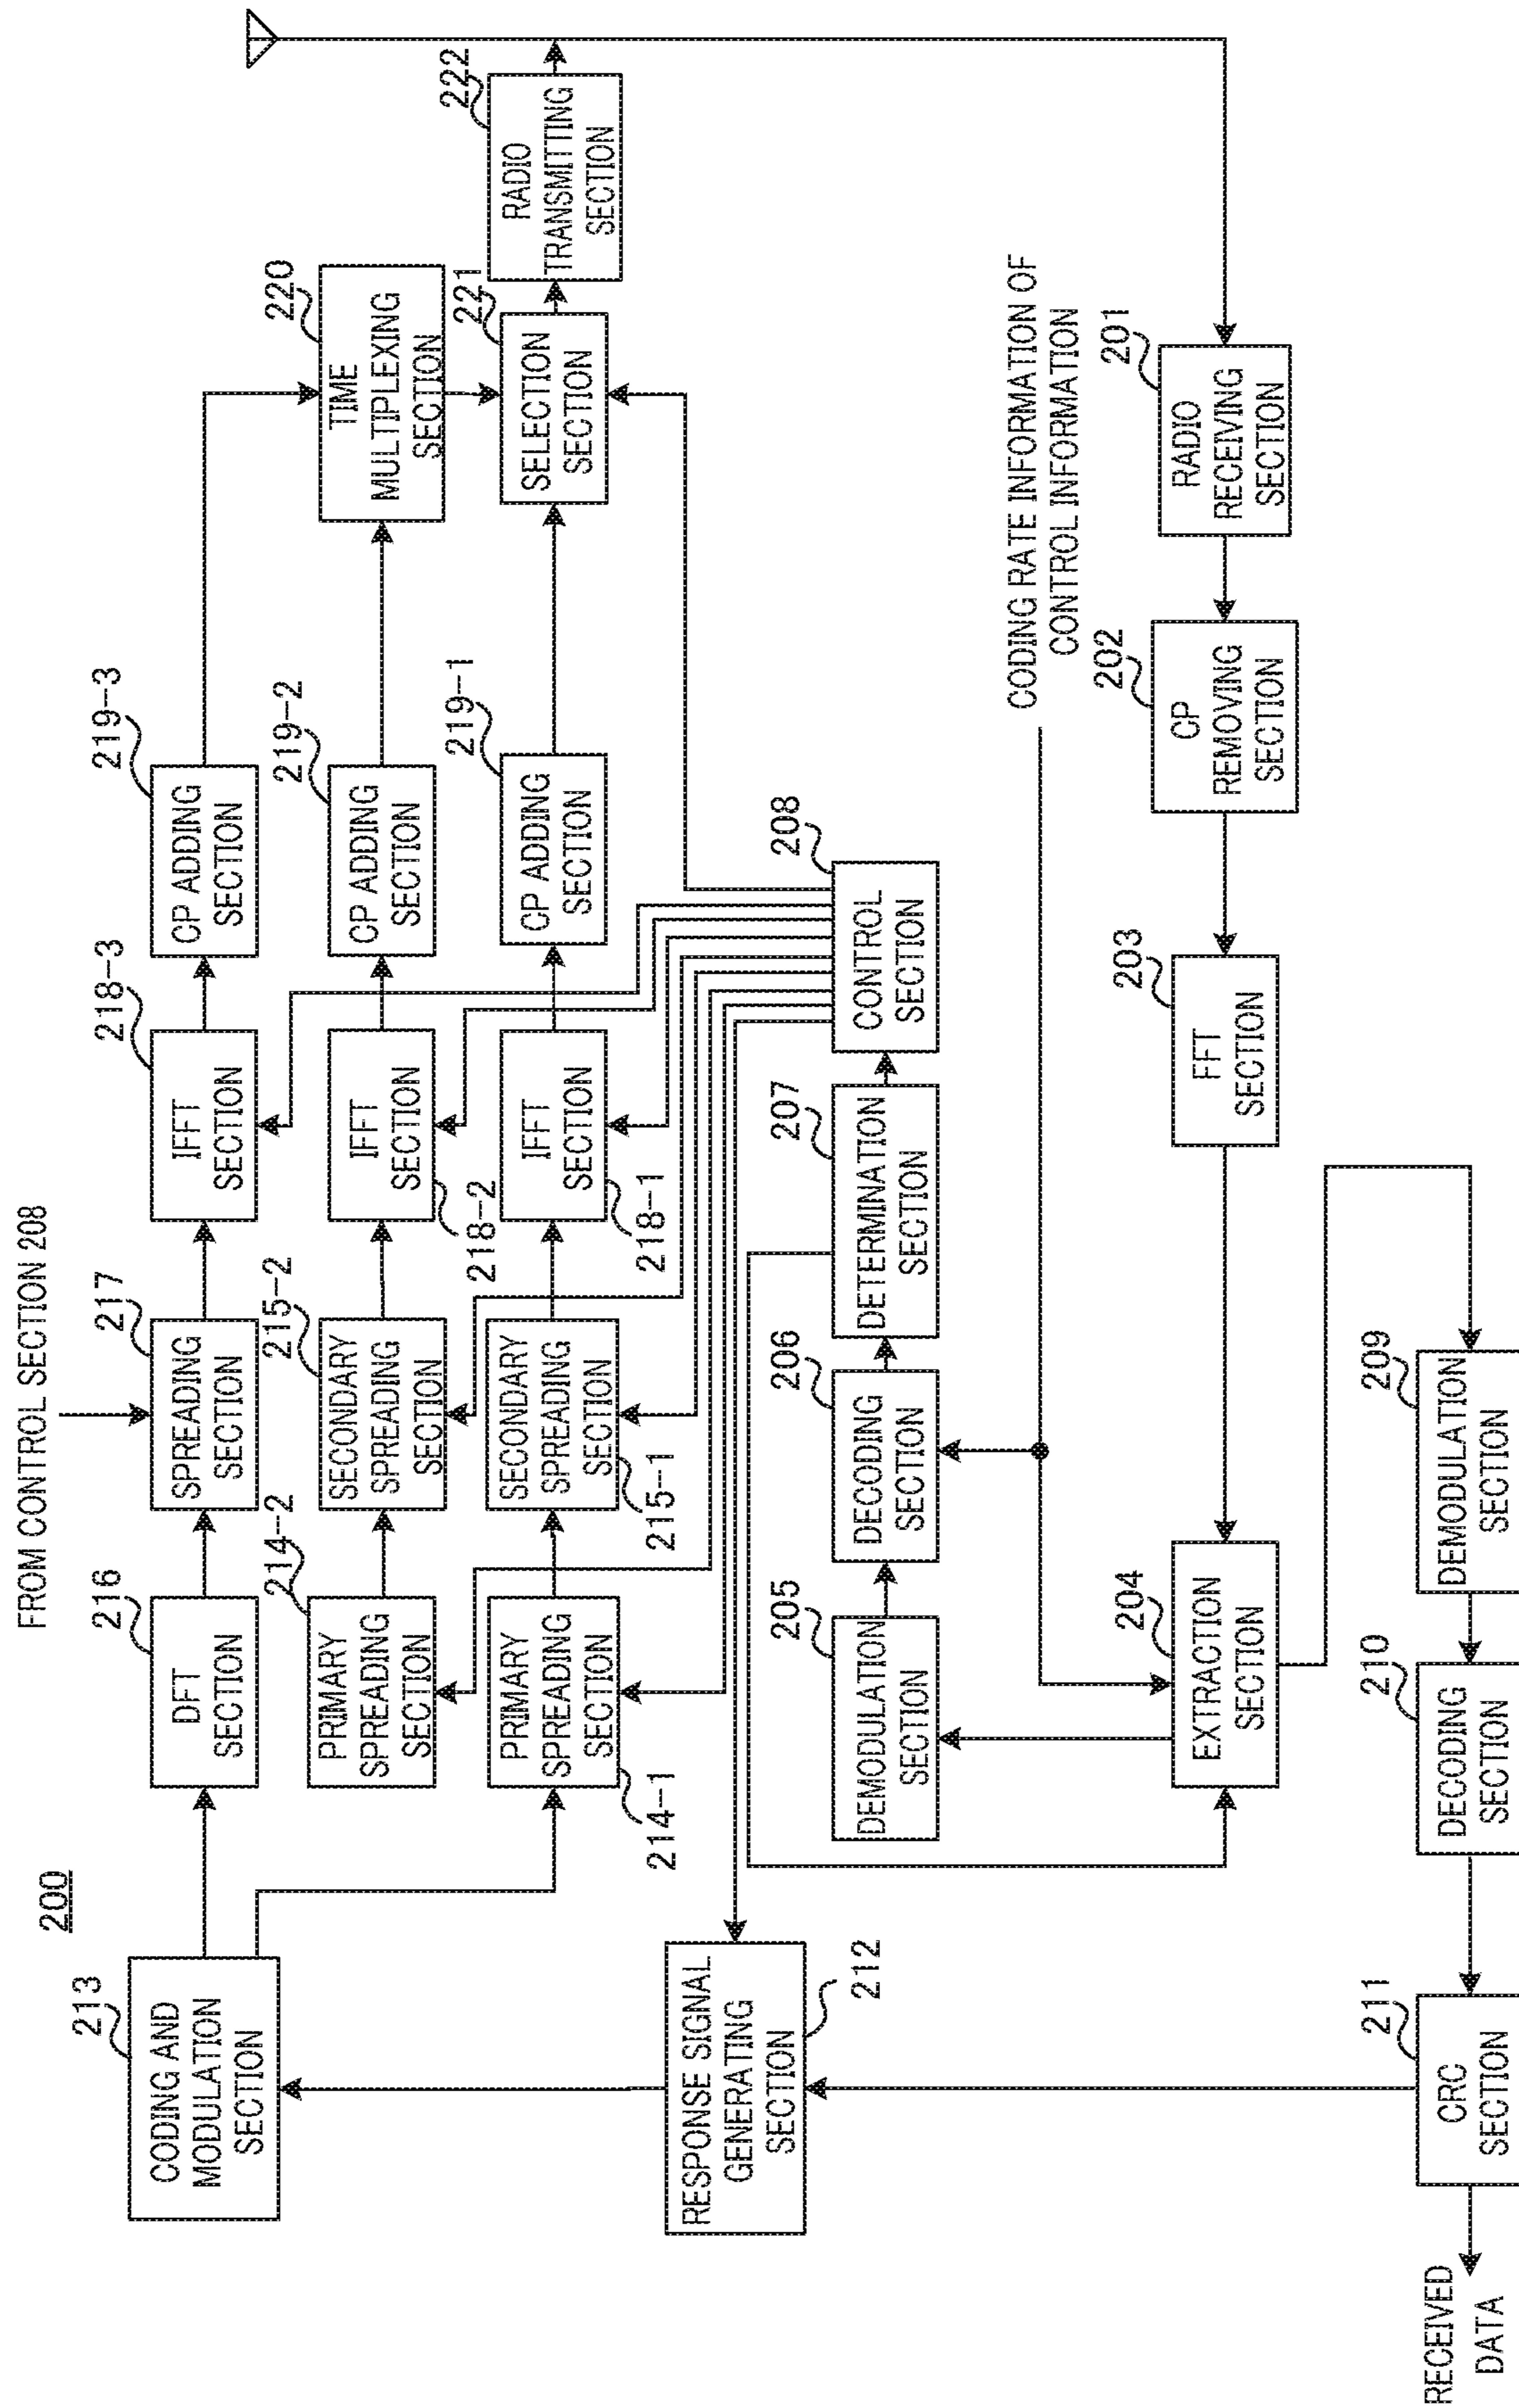 200
FROM CONTROL SECTION 208
213
CODING AND
MODULATION
SECTION
216
DFT
SECTION
217
SPREADING
SECTION
218-3
IFFT
SECTION
219-3
CP ADDING
SECTION
214-2
PRIMARY
SPREADING
SECTION
215-2
SECONDARY
SPREADING
SECTION
IFFT
SECTION
218-2
219-2
CP ADDING
SECTION
220
TIME
MULTIPLEXING
SECTION
PRIMARY
SPREADING
SECTION
214-1
SECONDARY
SPREADING
SECTION
215-1
IFFT
SECTION
218-1
219-1
CP ADDING
SECTION
221
SELECTION
SECTION
222
RADIO
TRANSMITTING
SECTION
RESPONSE SIGNAL
GENERATING
SECTION
212
205
DEMODULATION
SECTION
206
DECODING
SECTION
207
DETERMINATION
SECTION
208
CONTROL
SECTION
CODING RATE INFORMATION OF
CONTROL INFORMATION
204
EXTRACTION
SECTION
203
FFT
SECTION
202
CP
REMOVING
SECTION
201
RADIO
RECEIVING
SECTION
RECEIVED
DATA
211
CRC
SECTION
210
DECODING
SECTION
209
DEMODULATION
SECTION